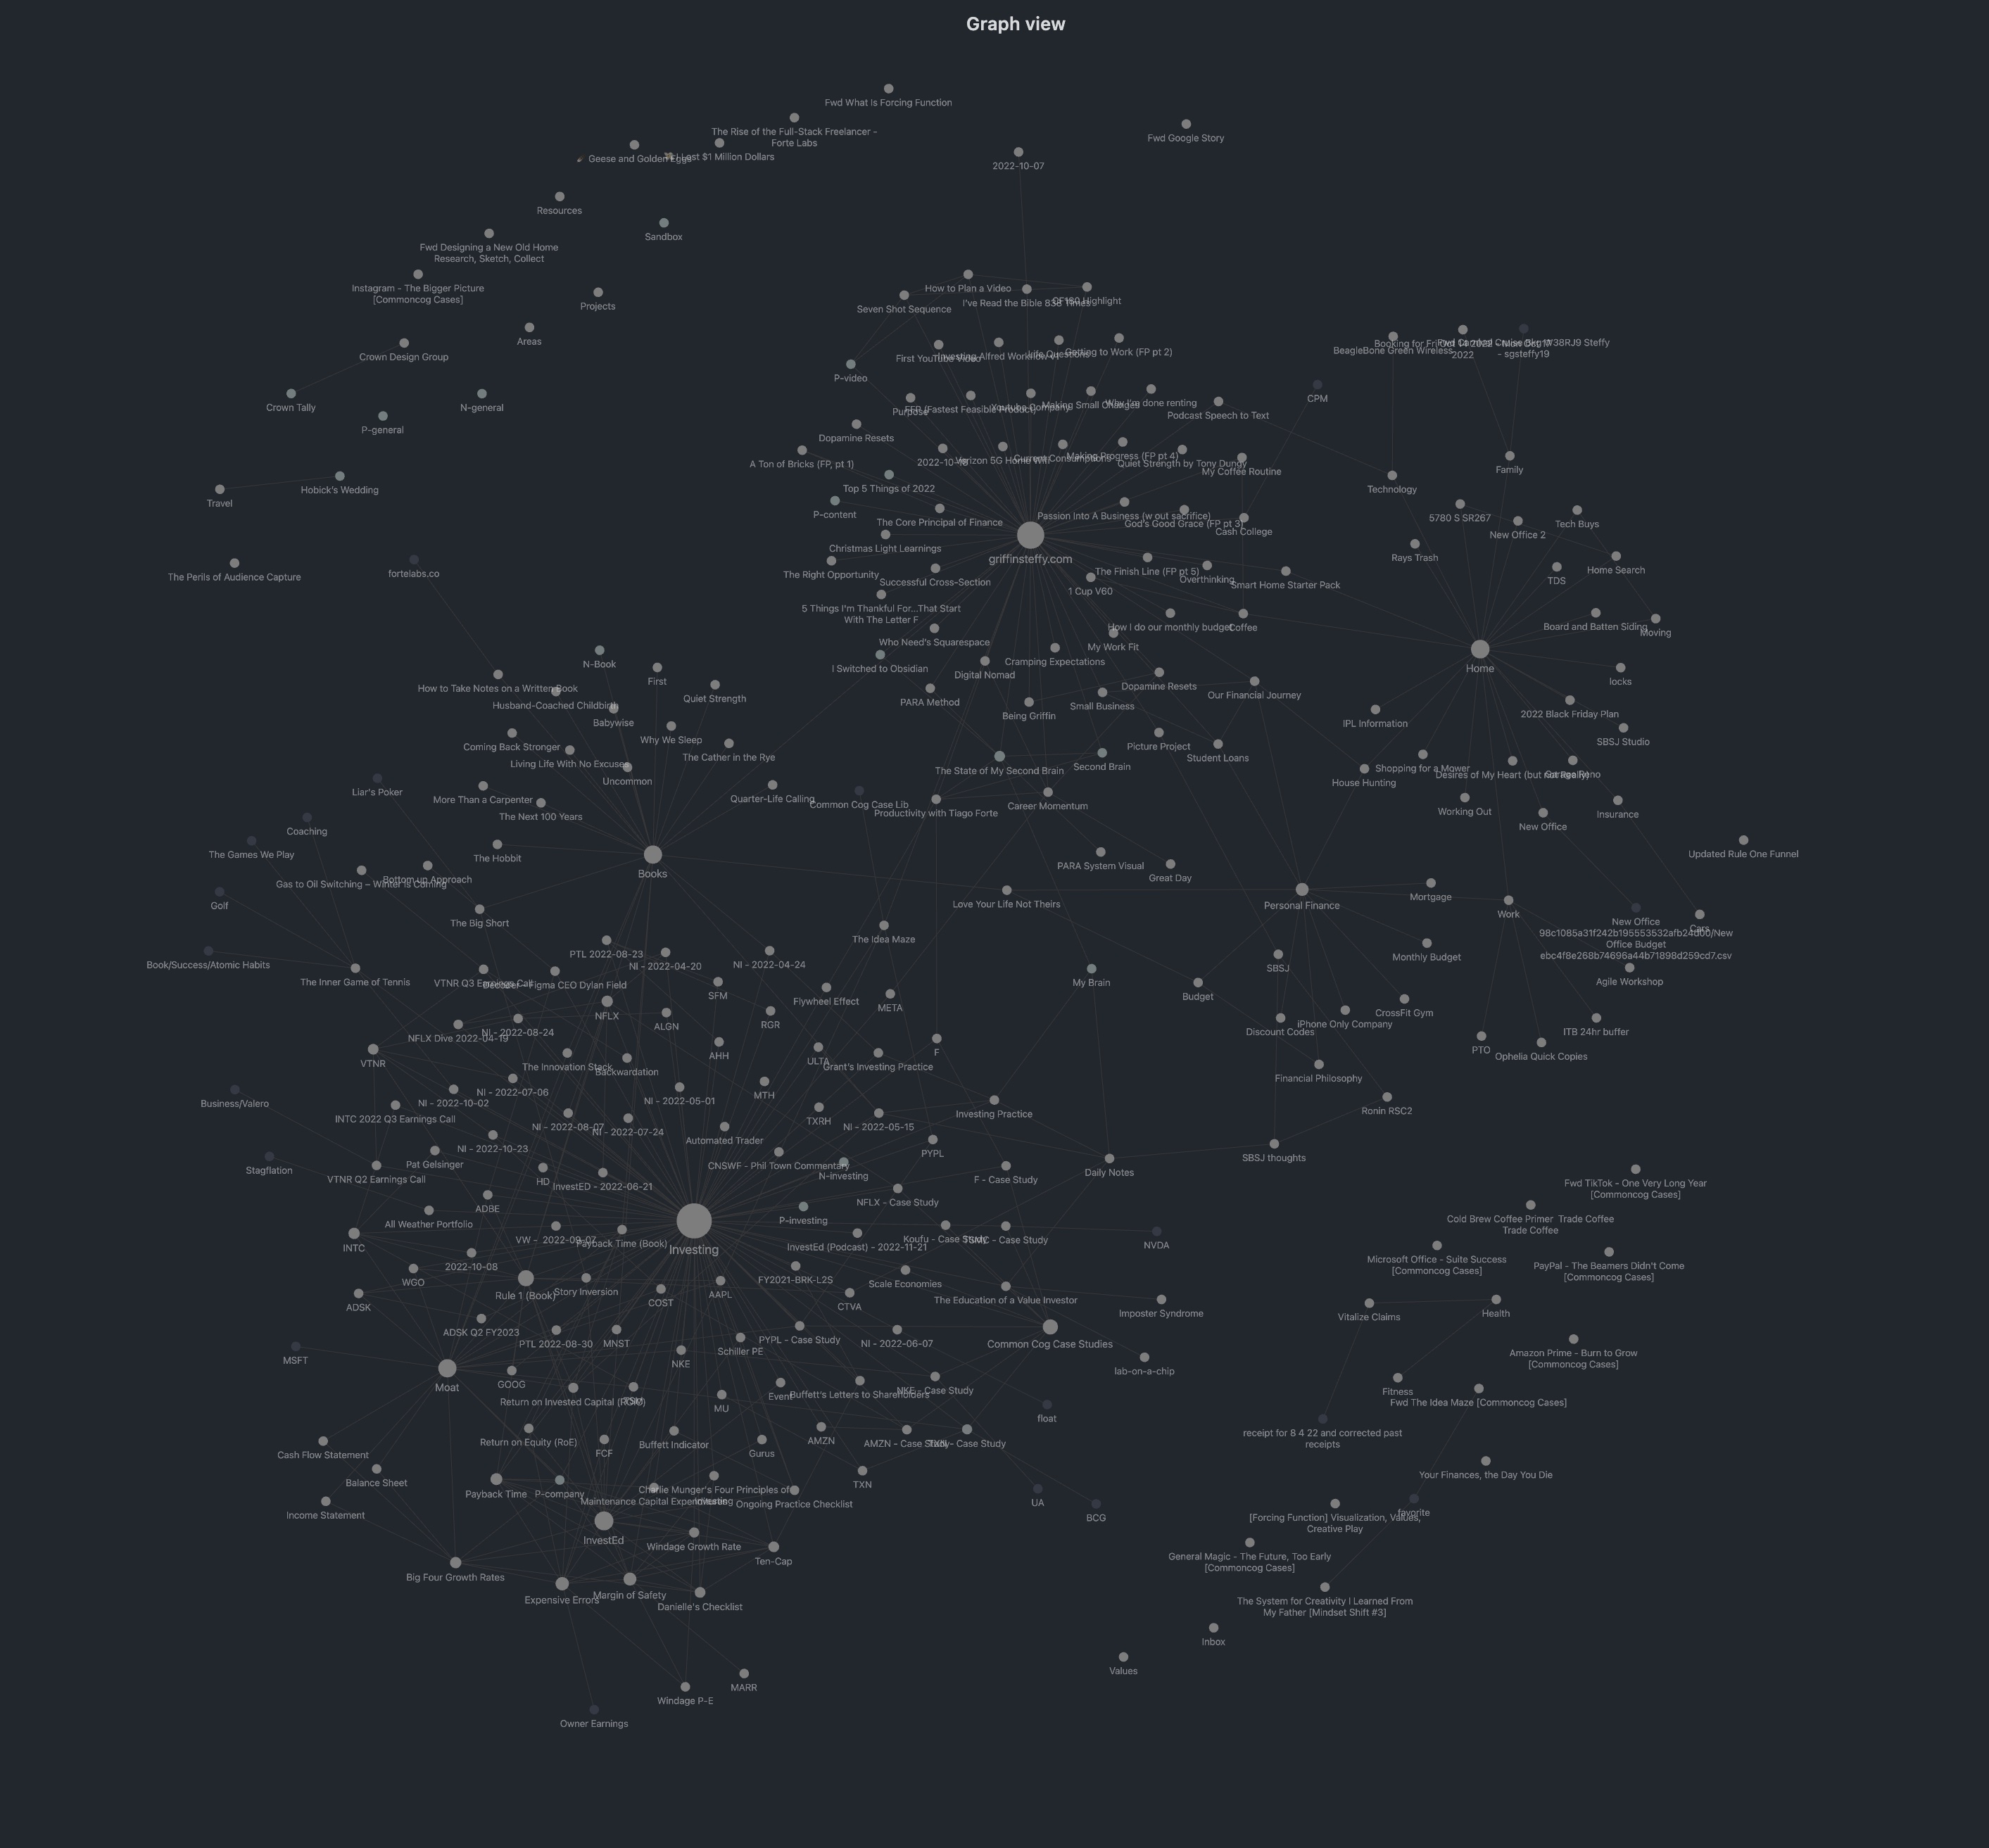 Graph view
Fwd What Is Forcing Function
The Rise of the Full-Stack Freelancer -
Forte Labs
Fwd Google Story
Geese and Golden Eggs
I Lost $1 Million Dollars
2022-10-07
Resources
Sandbox
Fwd Designing a New Old Home
Research, Sketch, Collect
Instagram - The Bigger Picture
[Commoncog Cases]
Projects
Areas
Crown Design Group
Crown Tally
N-general
P-general
Hobick's Wedding
Travel
The Perils of Audience Capture
fortelabs.co
How to Plan a Video
Seven Shot Sequence
I've Read the Bible 838 Times
Highlight
First YouTube Video
Investing Alfred Workflow v1
Life Questions
Getting to Work (FP pt 2)
P-video
BeagleBone Green Wireless
2022
- sgsteffy19
CPM
Purpose
FFP (Fastest Feasible Product)
Youtube Company
Making Small Changes
Why I'm done renting
Podcast Speech to Text
Dopamine Resets
A Ton of Bricks (FP, pt 1)
Verizon 5G Home Wifi
Current Consumptions
Making Progress (FP pt 4)
Quiet Strength by Tony Dungy
My Coffee Routine
Family
Technology
Top 5 Things of 2022
P-content
The Core Principal of Finance
Passion Into A Business (w out sacrifice)
God's Good Grace (FP pt 3)
Cash College
5780 S SR267
Tech Buys
New Office 2
Christmas Light Learnings
griffinsteffy.com
Rays Trash
Home Search
TDS
The Right Opportunity
Successful Cross-Section
The Finish Line (FP pt 5)
Overthinking
Smart Home Starter Pack
1 Cup V60
5 Things I'm Thankful For...That Start
With The Letter F
How I do our monthly budget
Coffee
Board and Batten Siding
Moving
Who Need's Squarespace
My Work Fit
I Switched to Obsidian
Digital Nomad
Cramping Expectations
Home
locks
N-Book
First
Quiet Strength
How to Take Notes on a Written Book
Husband-Coached Childbirth
Babywise
PARA Method
Being Griffin
Small Business
Dopamine Resets
Our Financial Journey
IPL Information
2022 Black Friday Plan
SBSJ Studio
Coming Back Stronger
Why We Sleep
The Cather in the Rye
Living Life With No Excuses
Uncommon
The State of My Second Brain
Second Brain
Picture Project
Student Loans
House Hunting
Shopping for a Mower
Desires of My Heart (but not Really)
Garage Reno
Liar's Poker
More Than a Carpenter
The Next 100 Years
Quarter-Life Calling
Common Cog Case Lib
Productivity with Tiago Forte
Career Momentum
Working Out
New Office
Insurance
Coaching
The Games We Play
The Hobbit
Books
PARA System Visual
Great Day
Updated Rule One Funnel
Gas to Oil Switching – Winter is Coming
Bottom up Approach
Golf
The Big Short
Love Your Life Not Theirs
Personal Finance
Mortgage
Work
New Office
98c1085a31f242b195553532afb24d00/New
Office Budget
ebc4f8e268b74696a44b71898d259cd7.csv
Cars
The Idea Maze
PTL 2022-08-23
NI - 2022-04-20
NI - 2022-04-24
Book/Success/Atomic Habits
The Inner Game of Tennis
VTNR Q3 Earnings Call
Decoder - Figma CEO Dylan Field
SFM
My Brain
SBSJ
Monthly Budget
Agile Workshop
Budget
NFLX
Flywheel Effect
META
ALGN
RGR
CrossFit Gym
iPhone Only Company
Discount Codes
ITB 24hr buffer
NFLX Dive 2022-04-19
NI - 2022-08-24
VTNR
AHH
F
PTO
Ophelia Quick Copies
The Innovation Stack
Backwardation
ULTA
Grant's Investing Practice
Financial Philosophy
Business/Valero
NI - 2022-07-06
NI - 2022-10-02
NI - 2022-05-01
MTH
INTC 2022 Q3 Earnings Call
NI - 2022-08-07
NI - 2022-07-24
TXRH
NI - 2022-05-15
Investing Practice
Ronin RSC2
NI - 2022-10-23
Automated Trader
Stagflation
Pat Gelsinger
VTNR Q2 Earnings Call
CNSWF - Phil Town Commentary
PYPL
N-Investing
SBSJ thoughts
HD
InvestED - 2022-06-21
F - Case Study
Daily Notes
Fwd TikTok - One Very Long Year
[Commoncog Cases]
ADBE
NFLX - Case Study
All Weather Portfolio
P-investing
Cold Brew Coffee Primer Trade Coffee
Trade Coffee
INTC
VW - 2022-09-07
Payback Time (Book)
Investing
InvestEd (Podcast) - 2022-11-21
Koufu - Case Study
TSMC - Case Study
NVDA
Microsoft Office - Suite Success
[Commoncog Cases]
PayPal - The Beamers Didn't Come
[Commoncog Cases]
2022-10-08
WGO
Rule 1 (Book)
Story Inversion
FY2021-BRK-L2S
Scale Economies
AAPL
COST
CTVA
The Education of a Value Investor
Imposter Syndrome
Vitalize Claims
Health
ADSK
ADSK Q2 FY2023
PTL 2022-08-30
MNST
Schiller PE
PYPL - Case Study
NI - 2022-06-07
Common Cog Case Studies
MSFT
NKE
Amazon Prime - Burn to Grow
[Commoncog Cases]
lab-on-a-chip
Moat
GOOG
Event
Buffett's Letters to Shareholders
NKE - Case Study
Fitness
Fwd The Idea Maze [Commoncog Cases]
Return on Invested Capital (ROIC)
MU
float
receipt for 8 4 22 and corrected past
receipts
Cash Flow Statement
Return on Equity (RoE)
FCF
Buffett Indicator
Gurus
AMZN
AMZN - Case Study
TXN - Case Study
Your Finances, the Day You Die
Balance Sheet
Payback Time
P-company
Charlie Munger's Four Principles of
Investing
Maintenance Capital Expenditures
Ongoing Practice Checklist
TXN
UA
BCG
favorite
[Forcing Function] Visualization, Values,
Creative Play
Income Statement
InvestEd
Windage Growth Rate
Ten-Cap
General Magic - The Future, Too Early
[Commoncog Cases]
Big Four Growth Rates
Expensive Errors
Margin of Safety
Danielle's Checklist
The System for Creativity I Learned From
My Father [Mindset Shift #3]
Inbox
Values
MARR
Windage P-E
Owner Earnings